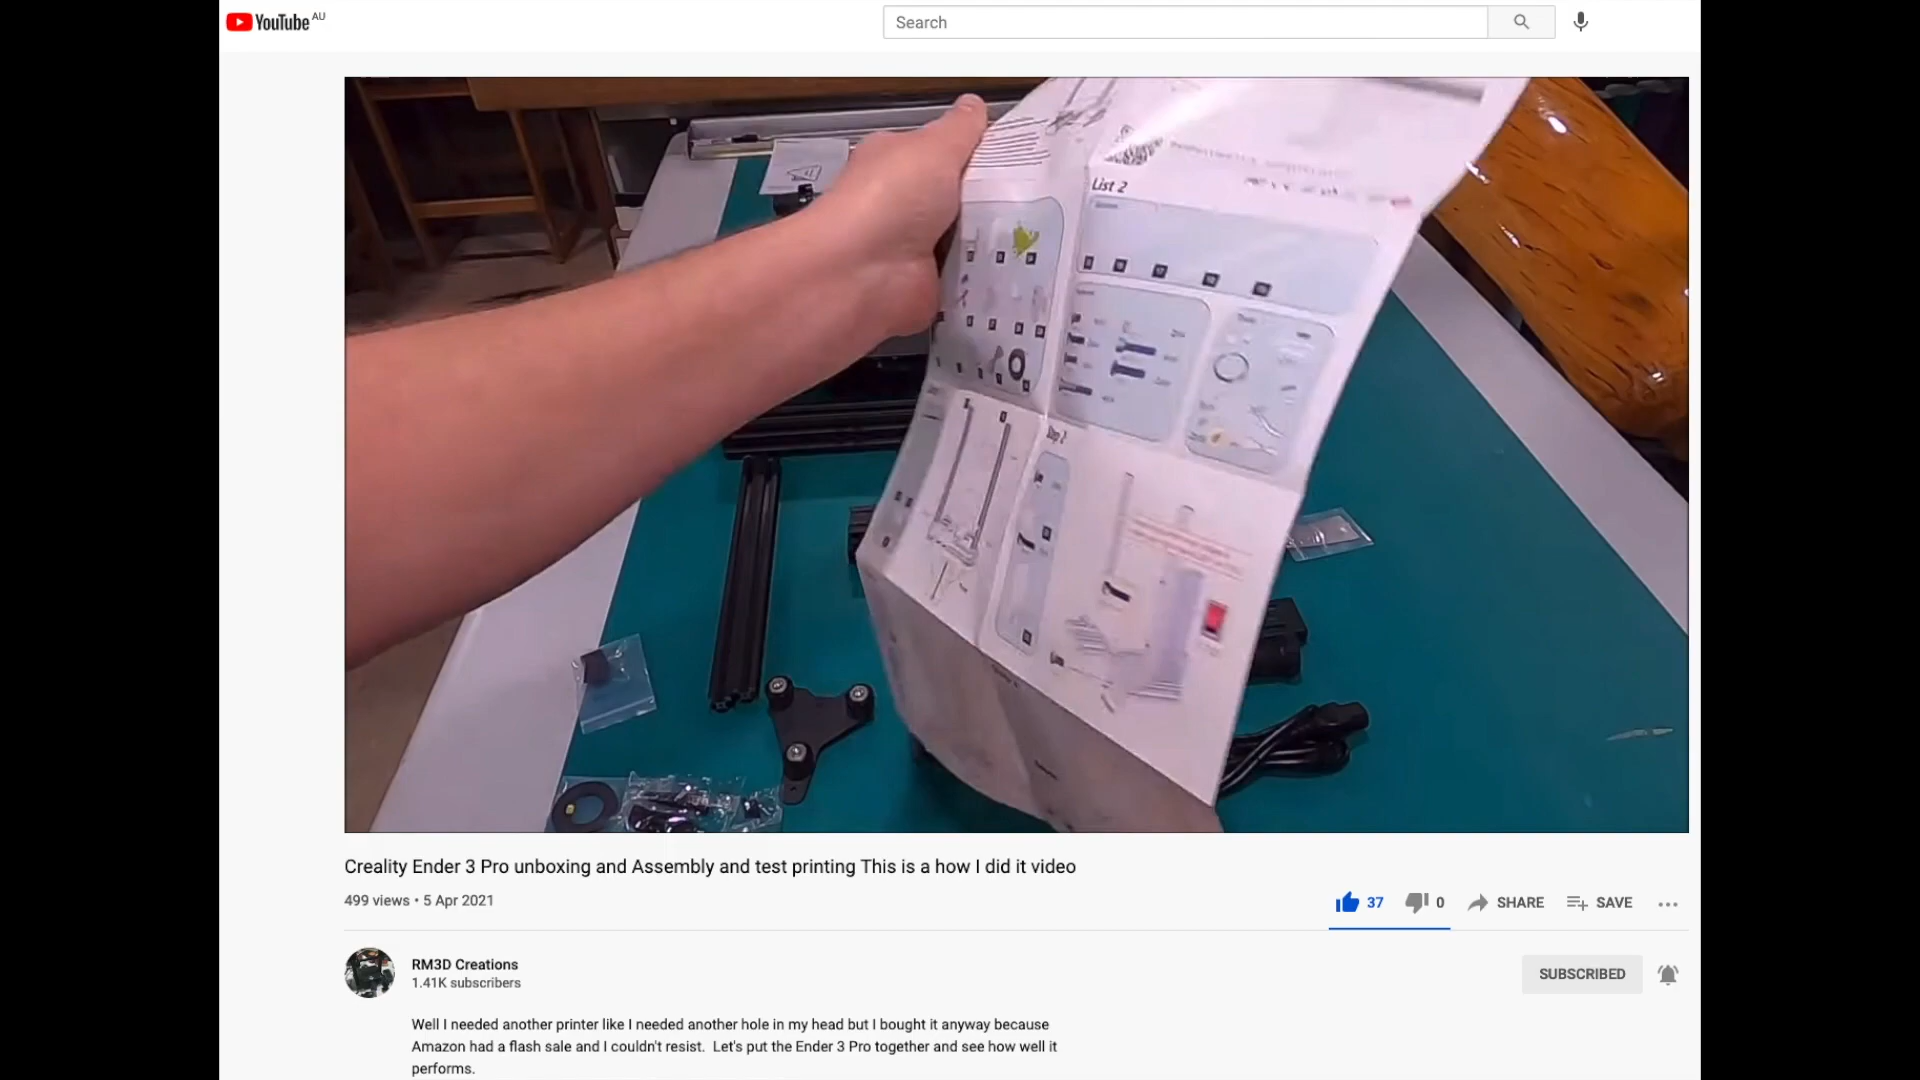 YouTube AU
Search
List 2
Step 2
Creality Ender 3 Pro unboxing and Assembly and test printing This is a how I did it video
499 views • 5 Apr 2021
37
0
SHARE
SAVE
RM3D Creations
1.41K subscribers
SUBSCRIBED
Well I needed another printer like I needed another hole in my head but I bought it anyway because
Amazon had a flash sale and I couldn't resist. Let's put the Ender 3 Pro together and see how well it
performs.